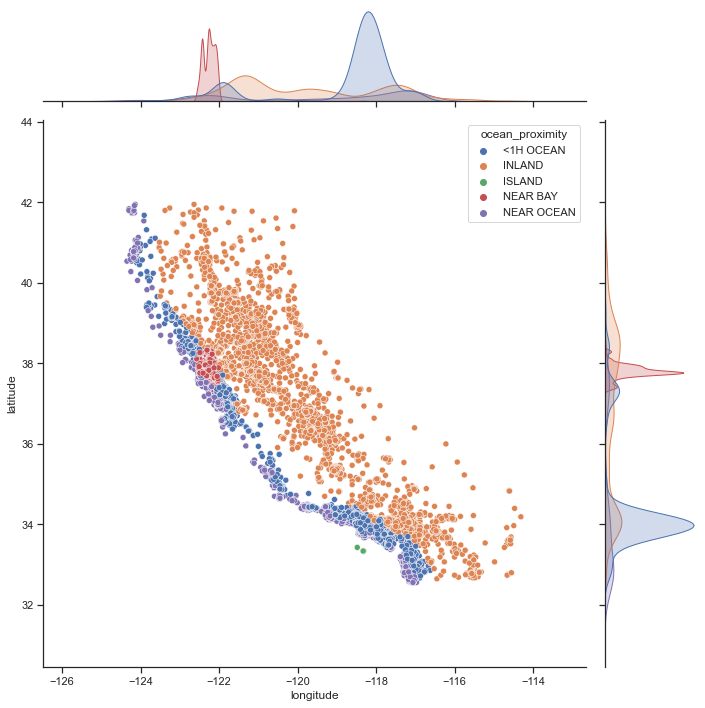 ocean_proximity
<1H OCEAN
INLAND
ISLAND
NEAR BAY
NEAR OCEAN
44
42
40
38
36
34
32
latitude
−126 −124 −122 −120 −118 −116 −114
longitude